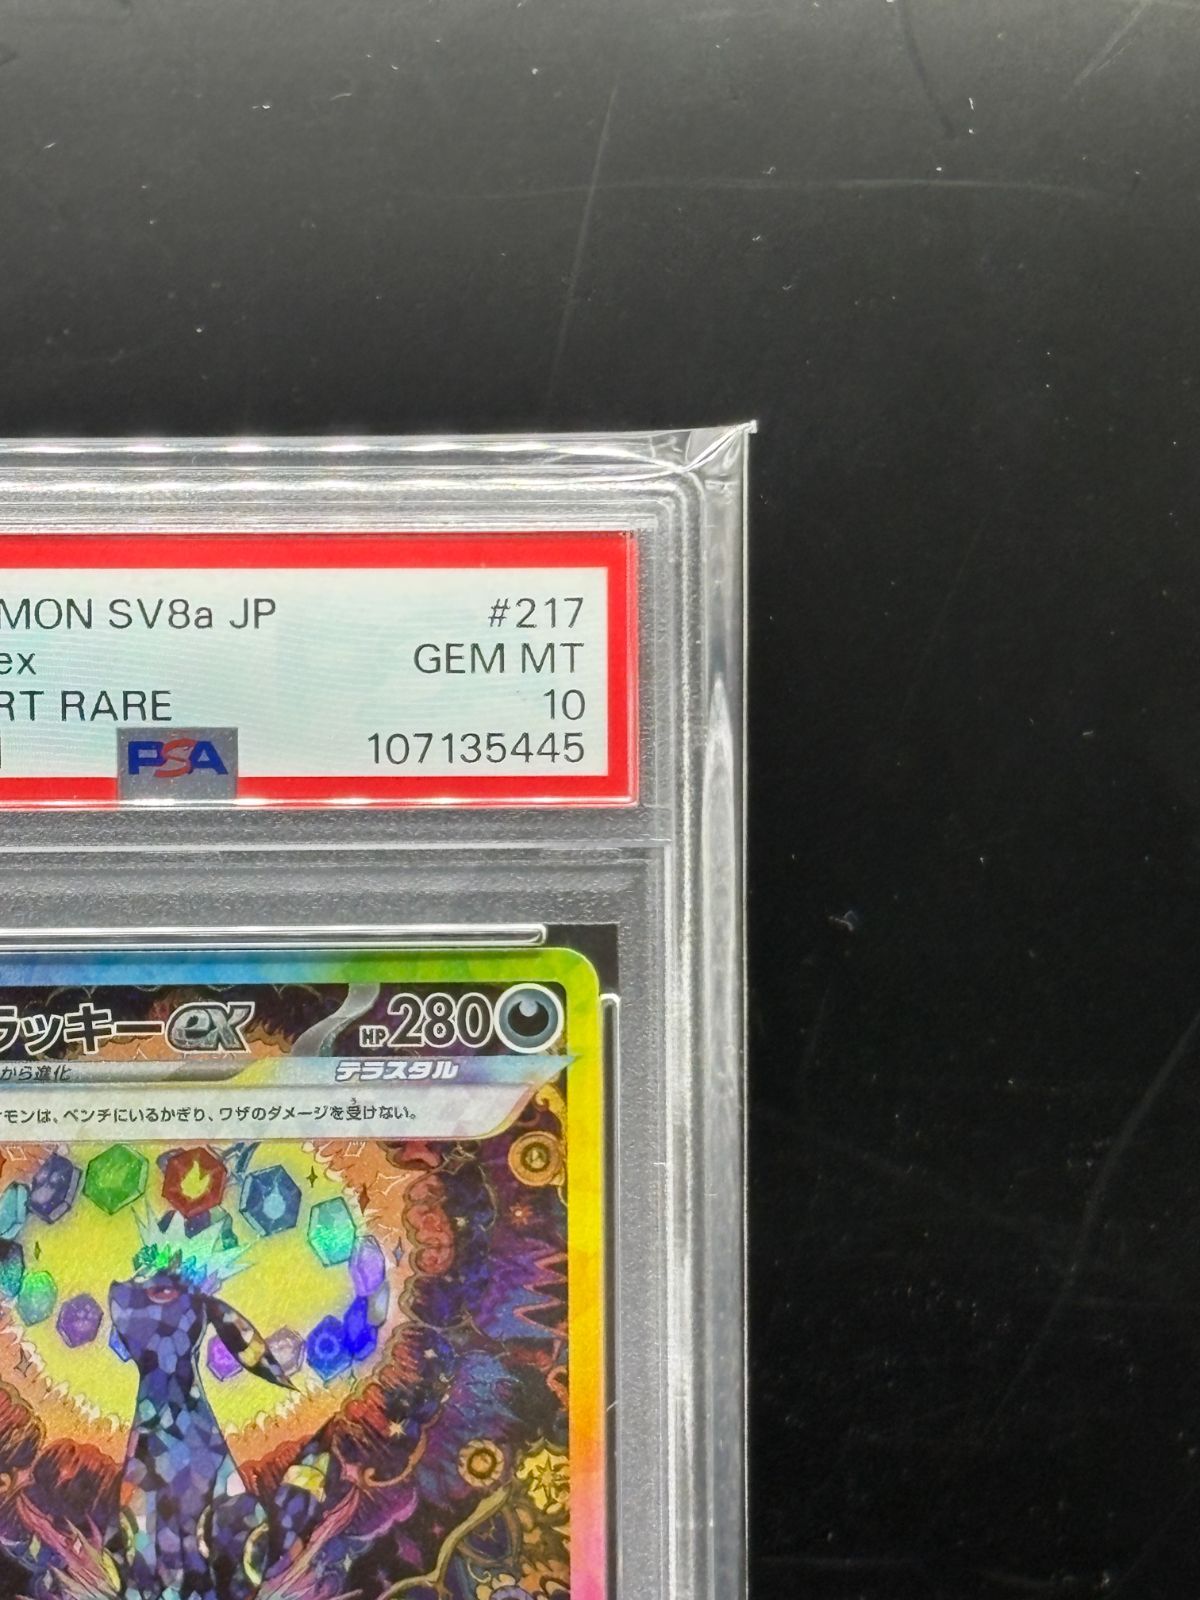 MON SV8a JP #217
ex GEM MT
RT RARE 10
PSA 107135445
ラッキーex HP280
から進化 テラスタル
モンは、ベンチにいるかぎり、ワザのダメージを受けない。